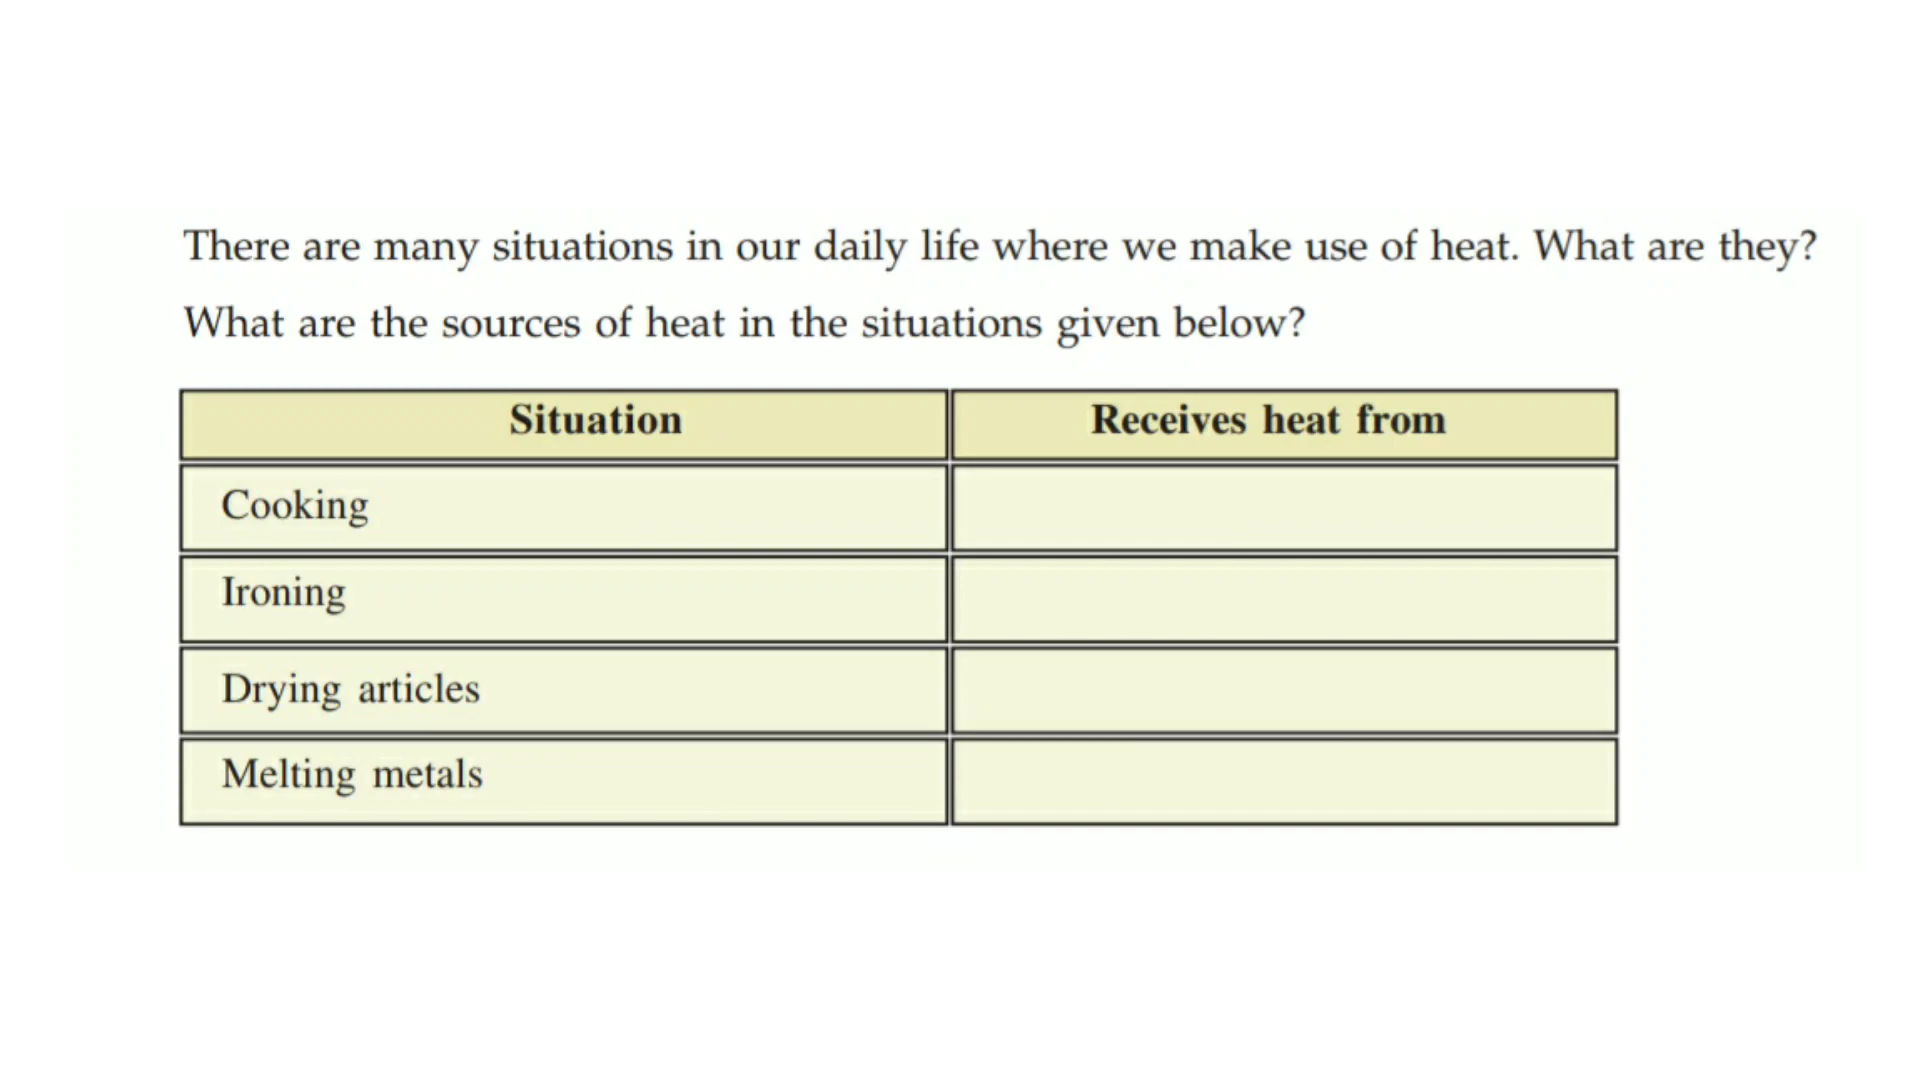 There are many situations in our daily life where we make use of heat. What are they?
What are the sources of heat in the situations given below?
Situation Receives heat from
Cooking
Ironing
Drying articles
Melting metals